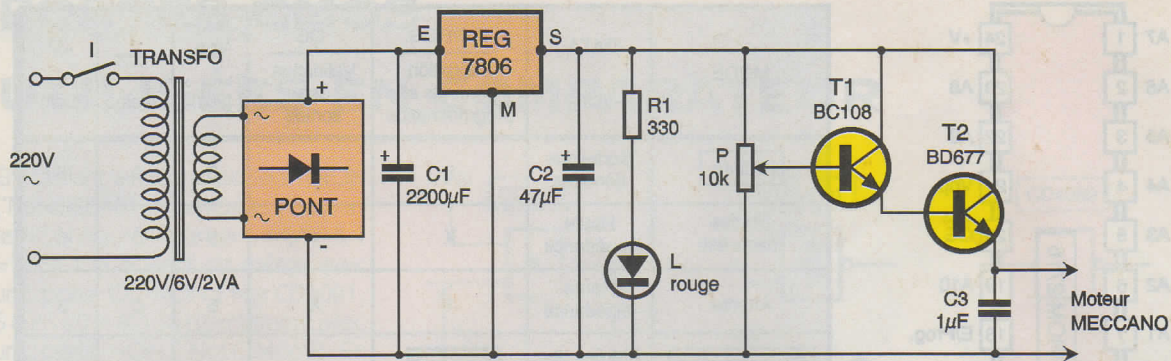 I
TRANSFO
220V
~
220V/6V/2VA
+
~
PONT
~
-
E
REG
7806
S
M
+
C1
2200µF
+
C2
47µF
R1
330
L
rouge
P
10k
T1
BC108
T2
BD677
C3
1µF
Moteur
MECCANO